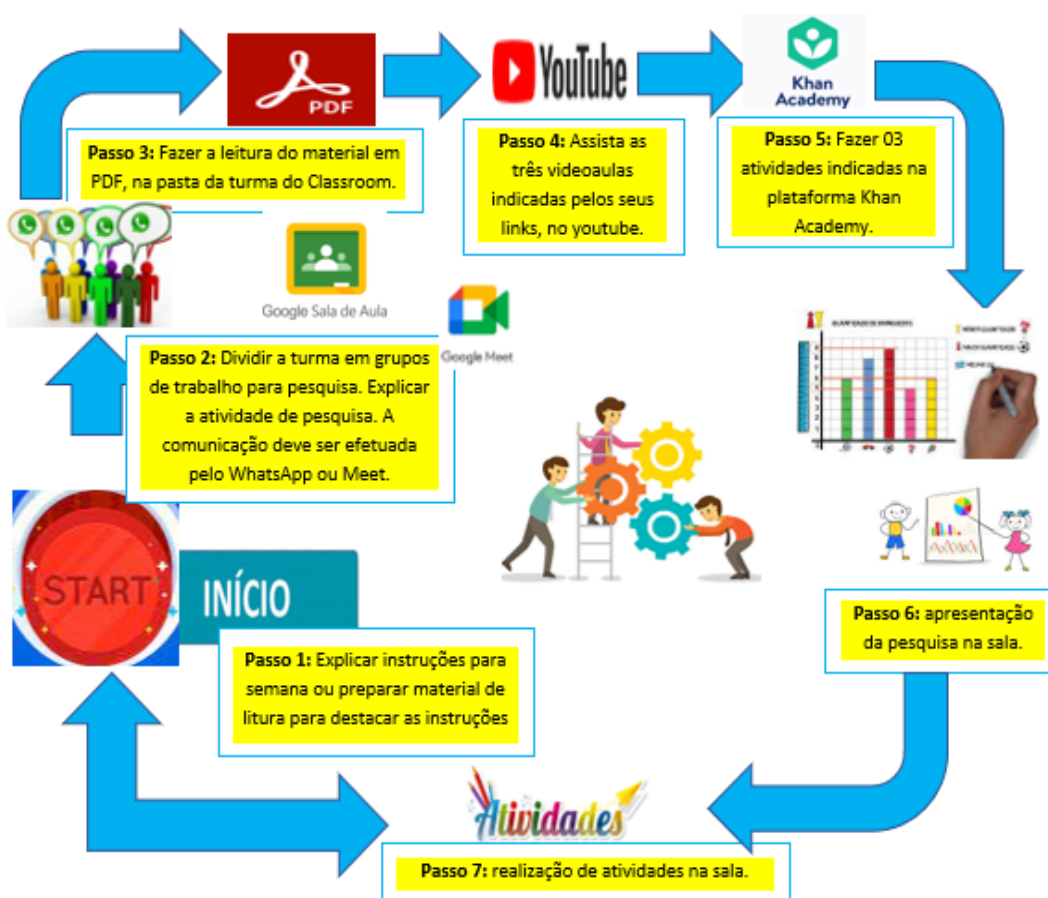 PDF
YouTube
Khan
Academy
Passo 3: Fazer a leitura do material em
PDF, na pasta da turma do Classroom.
Passo 4: Assista as
três videoaulas
indicadas pelos seus
links, no youtube.
Passo 5: Fazer 03
atividades indicadas na
plataforma Khan
Academy.
Google Sala de Aula
Google Meet
Passo 2: Dividir a turma em grupos
de trabalho para pesquisa. Explicar
a atividade de pesquisa. A
comunicação deve ser efetuada
pelo WhatsApp ou Meet.
START
INÍCIO
Passo 6: apresentação
da pesquisa na sala.
Passo 1: Explicar instruções para
semana ou preparar material de
litura para destacar as instruções
Atividades
Passo 7: realização de atividades na sala.